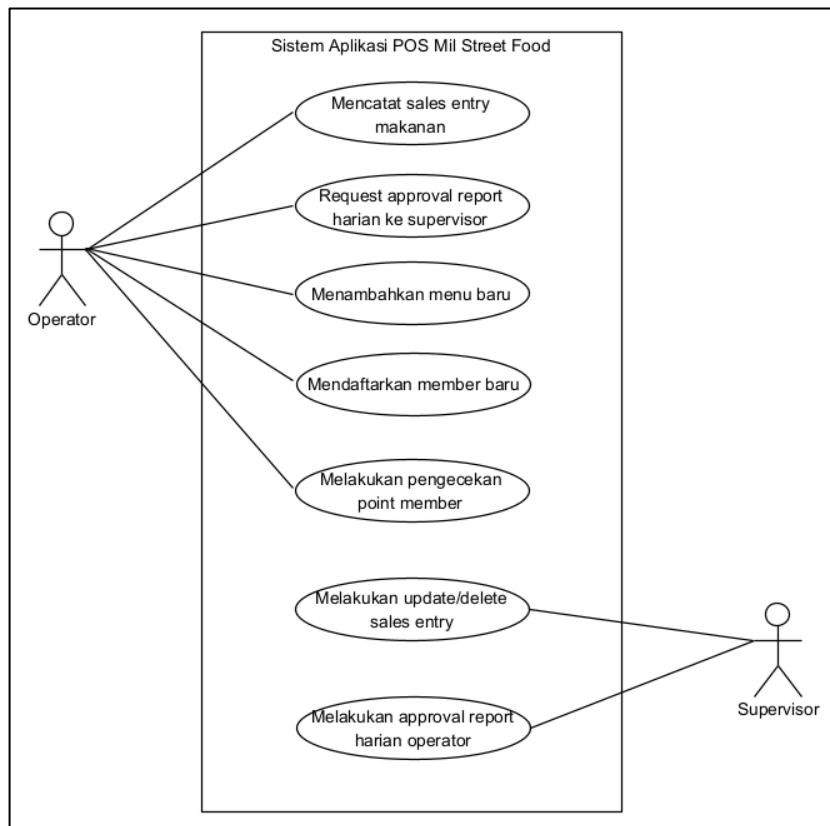 Sistem Aplikasi POS Mil Street Food
Mencatat sales entry
makanan
Request approval report
harian ke supervisor
Operator
Menambahkan menu baru
Mendaftarkan member baru
Melakukan pengecekan
point member
Melakukan update/delete
sales entry
Supervisor
Melakukan approval report
harian operator